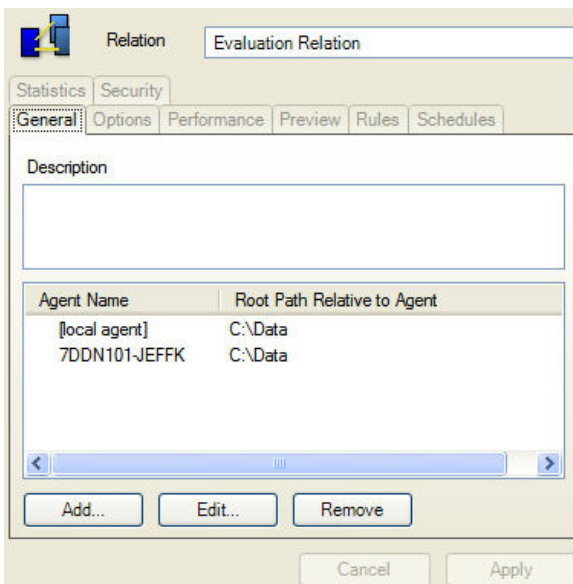 Relation Evaluation Relation
Statistics Security
General Options Performance Preview Rules Schedules
Description
Agent Name Root Path Relative to Agent
[local agent] C:\Data
7DDN101-JEFFK C:\Data
Add... Edit... Remove
Cancel Apply